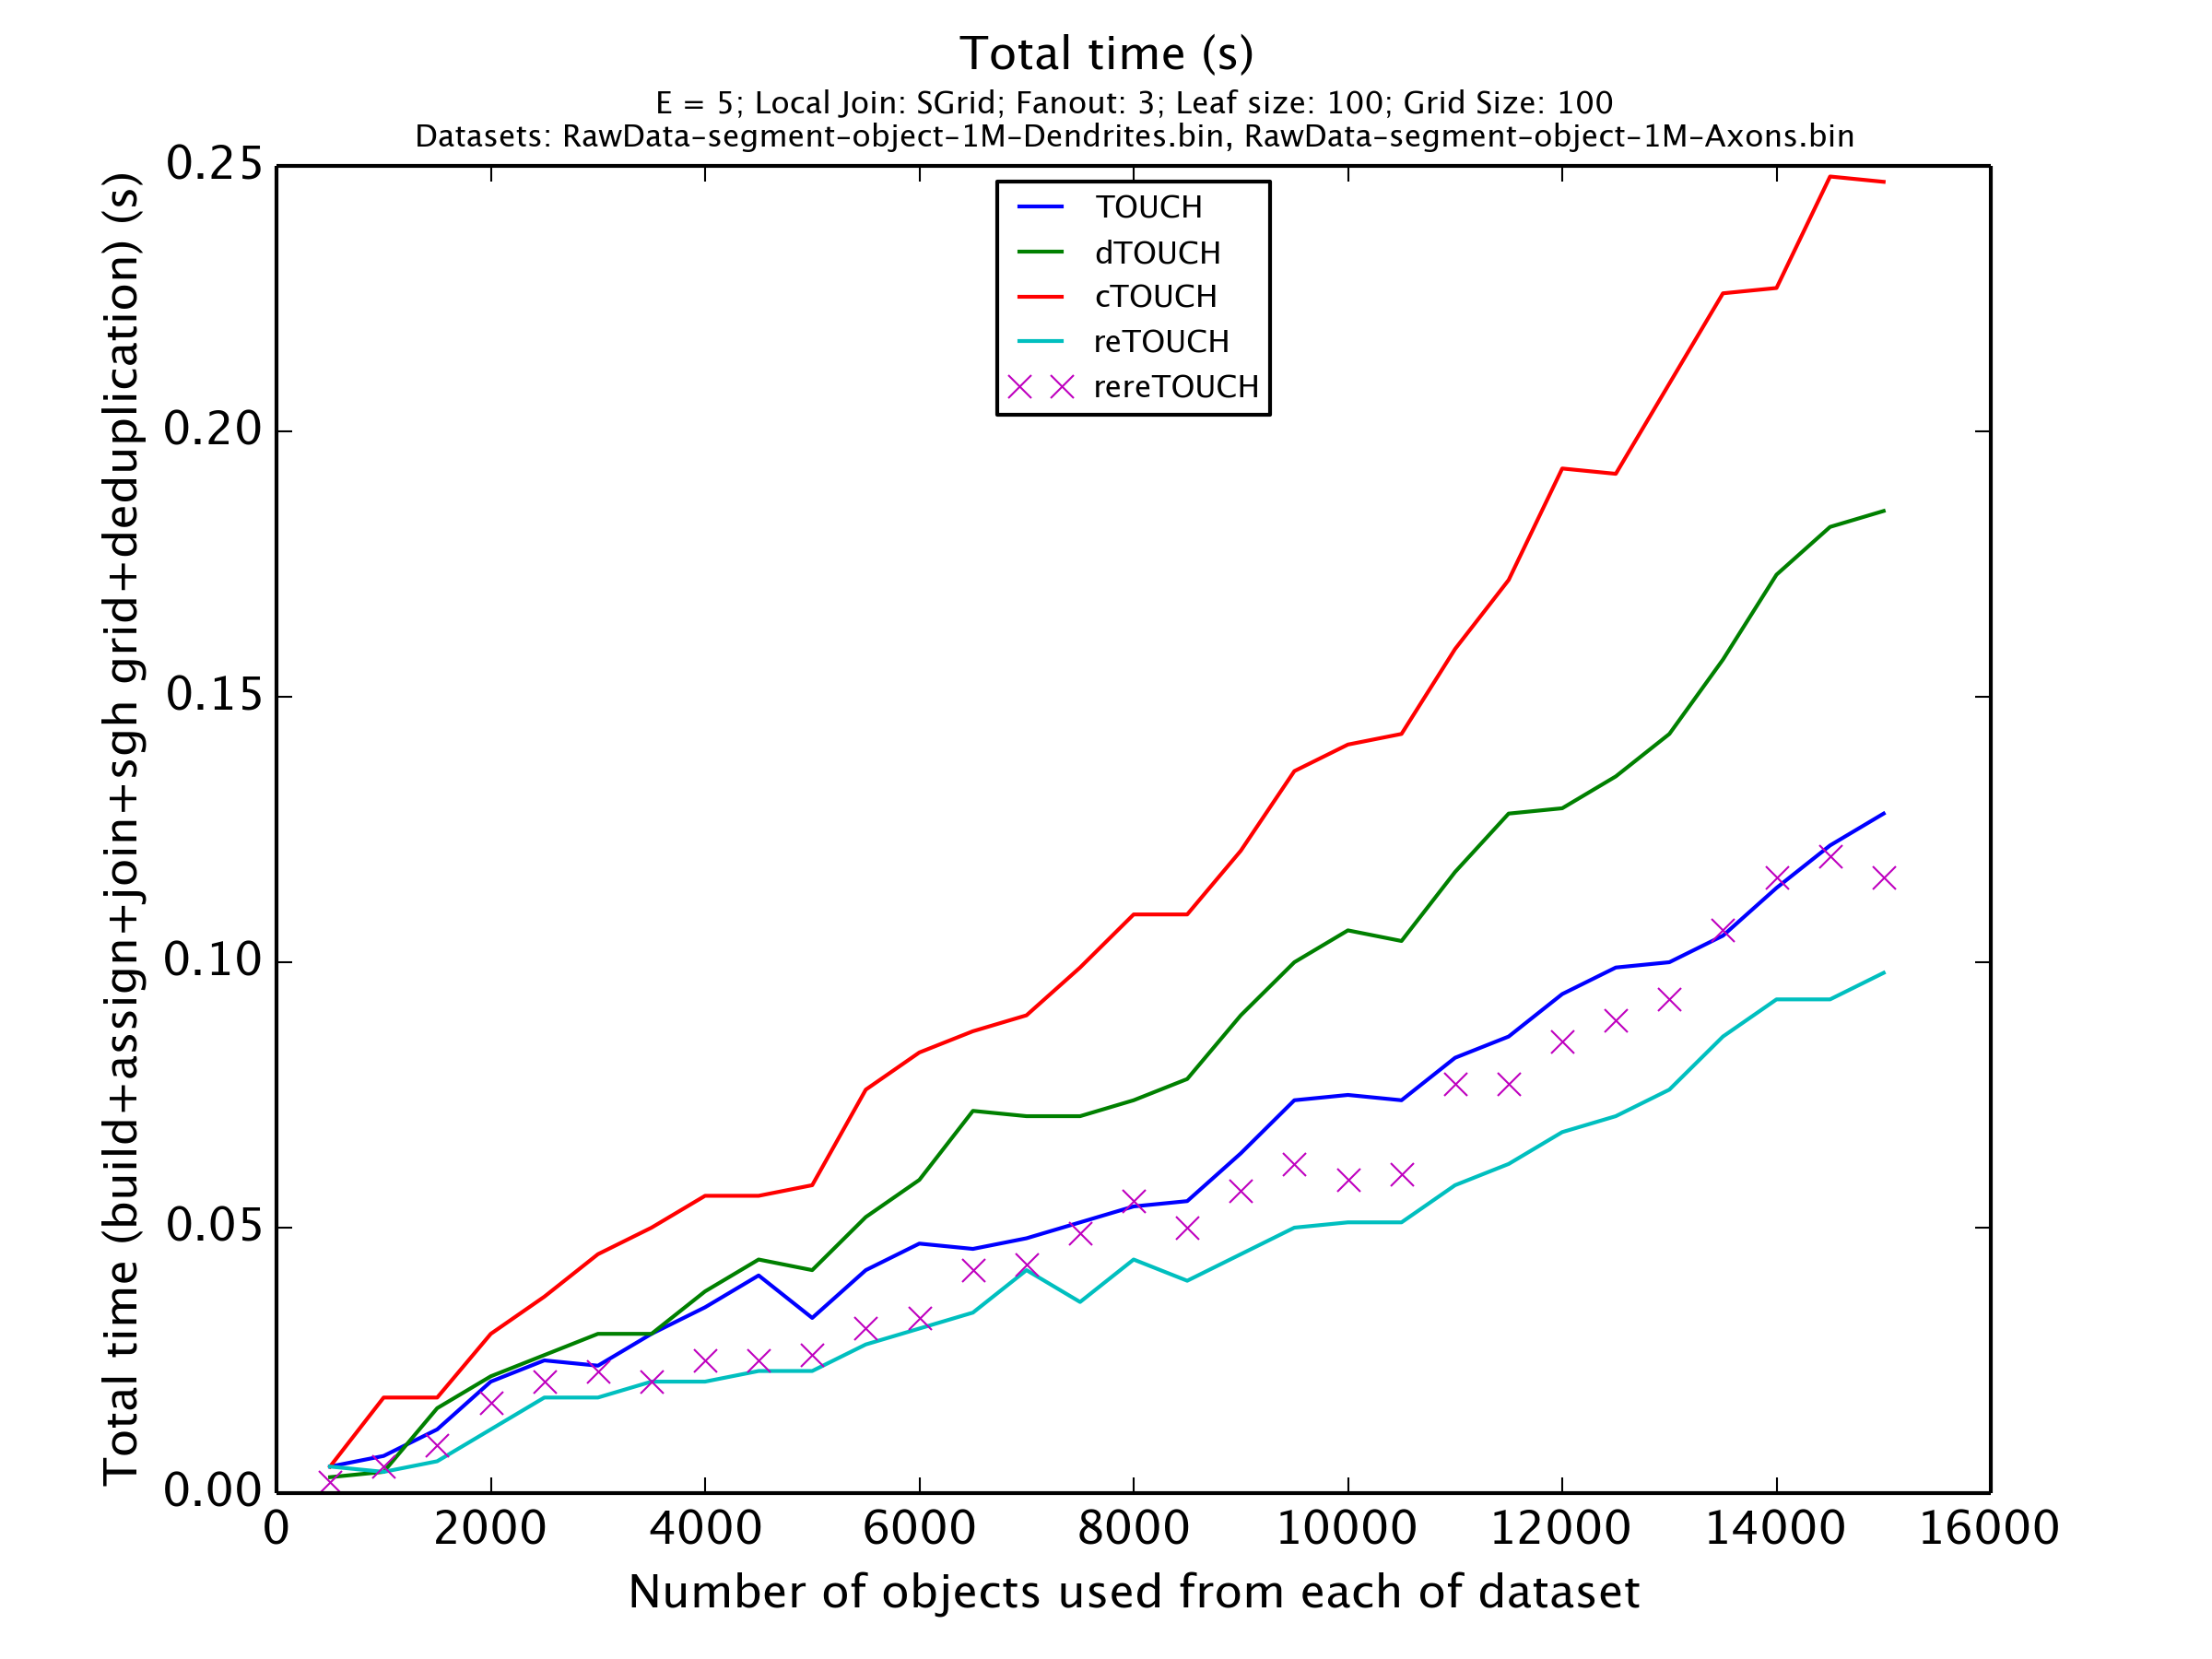 Total time (s)
E = 5; Local Join: SGrid; Fanout: 3; Leaf size: 100; Grid Size: 100
Datasets: RawData-segment-object-1M-Dendrites.bin, RawData-segment-object-1M-Axons.bin
Total time (build+assign+join+sgh grid+deduplication) (s)
0.25
0.20
0.15
0.10
0.05
0.00
TOUCH
dTOUCH
cTOUCH
reTOUCH
rereTOUCH
0 2000 4000 6000 8000 10000 12000 14000 16000
Number of objects used from each of dataset